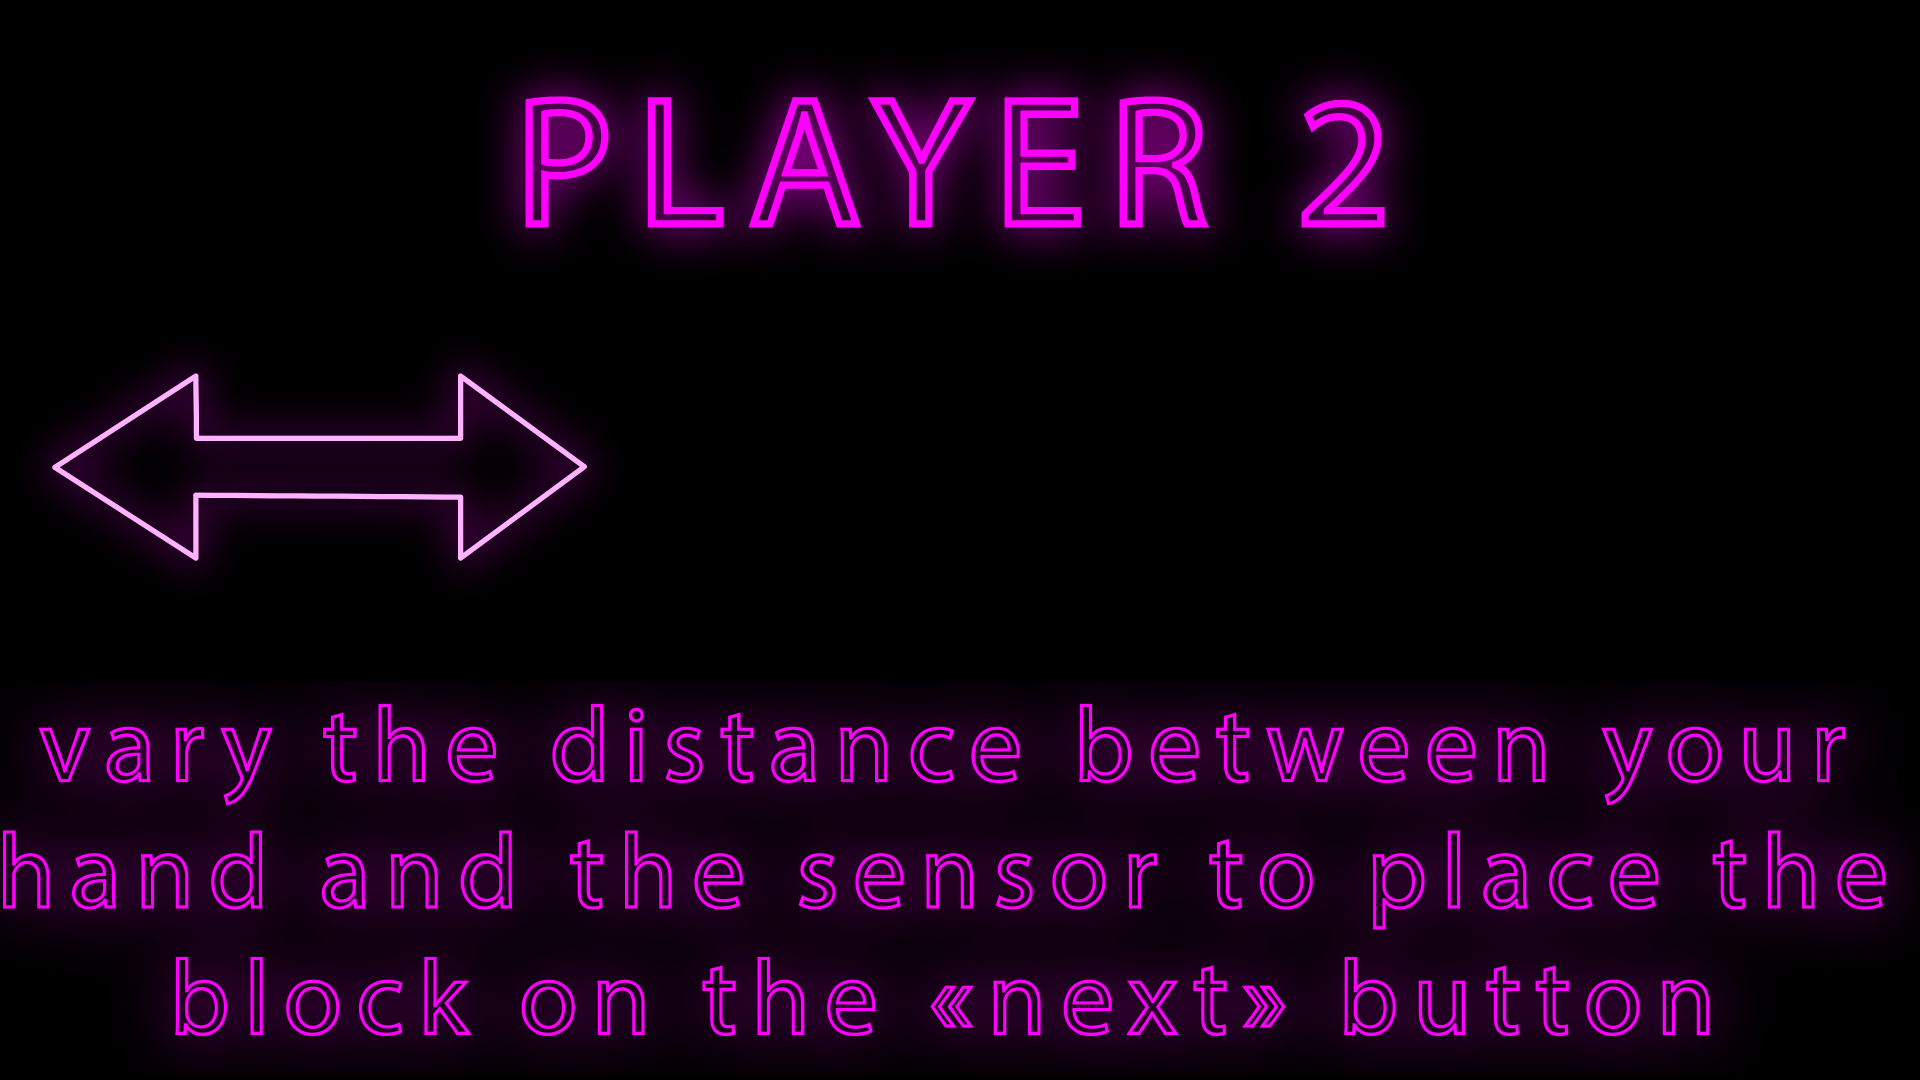 PLAYER 2
vary the distance between your
hand and the sensor to place the
block on the «next» button